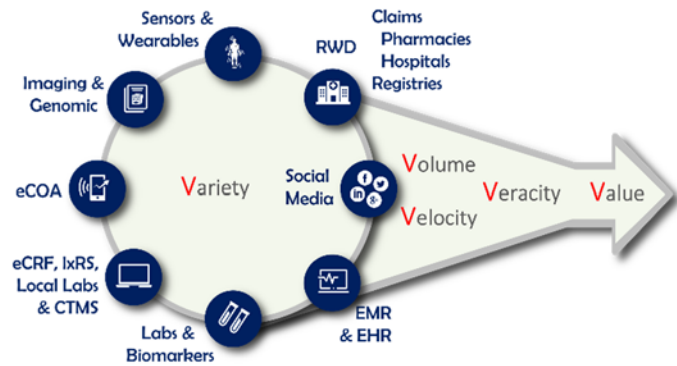 Sensors &
Wearables
RWD
Claims
Pharmacies
Hospitals
Registries
Imaging &
Genomic
eCOA
Variety
Social
Media
f
in
g+
Volume
Velocity
Veracity
Value
eCRF, IxRS,
Local Labs
& CTMS
Labs &
Biomarkers
EMR
& EHR